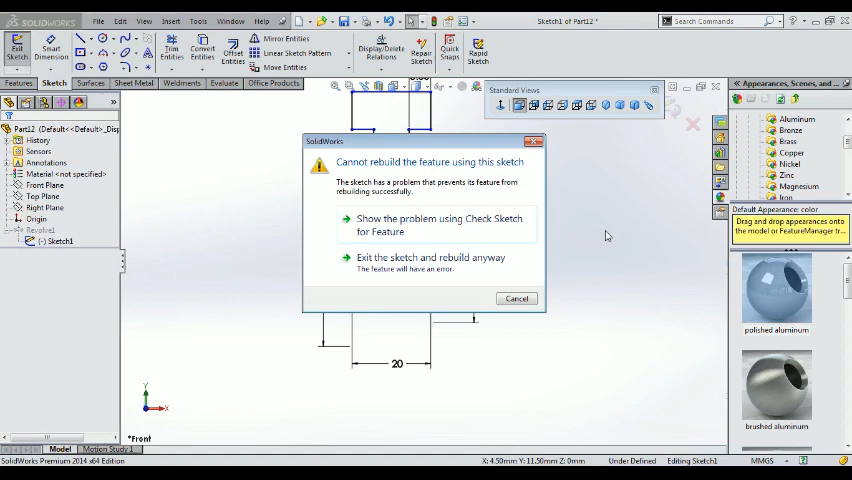 SOLIDWORKS
File Edit View Insert Tools Window Help
Sketch1 of Part12 *
Search Commands
Exit Sketch
Smart Dimension
Trim Entities
Convert Entities
Offset Entities
Mirror Entities
Linear Sketch Pattern
Move Entities
Display/Delete Relations
Repair Sketch
Quick Snaps
Rapid Sketch
Features Sketch Surfaces Sheet Metal Weldments Evaluate Office Products
Standard Views
Appearances, Scenes, and...
Part12 (Default<<Default>_Disp
History
Sensors
Annotations
Material <not specified>
Front Plane
Top Plane
Right Plane
Origin
Revolve1
(-) Sketch1
SolidWorks
Cannot rebuild the feature using this sketch
The sketch has a problem that prevents its feature from
rebuilding successfully.
Show the problem using Check Sketch
for Feature
Exit the sketch and rebuild anyway
The feature will have an error.
Cancel
20
Y
X
*Front
Aluminum
Bronze
Brass
Copper
Nickel
Zinc
Magnesium
Iron
Default Appearance: color
Drag and drop appearances onto
the model or FeatureManager tr...
polished aluminum
brushed aluminum
Model Motion Study 1
SolidWorks Premium 2014 x64 Edition
X: 4.50mm Y: 11.50mm Z: 0mm
Under Defined
Editing Sketch1
MMGS